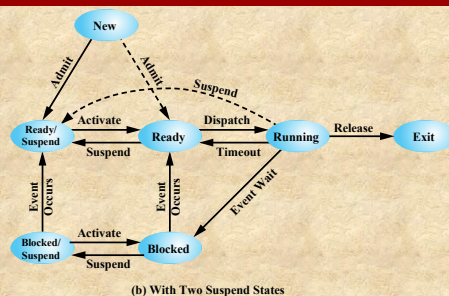 New
Admit
Admit
Suspend
Ready/
Suspend
Activate
Suspend
Ready
Dispatch
Timeout
Running
Release
Exit
Event
Occurs
Event
Occurs
Event Wait
Blocked/
Suspend
Activate
Suspend
Blocked
(b) With Two Suspend States